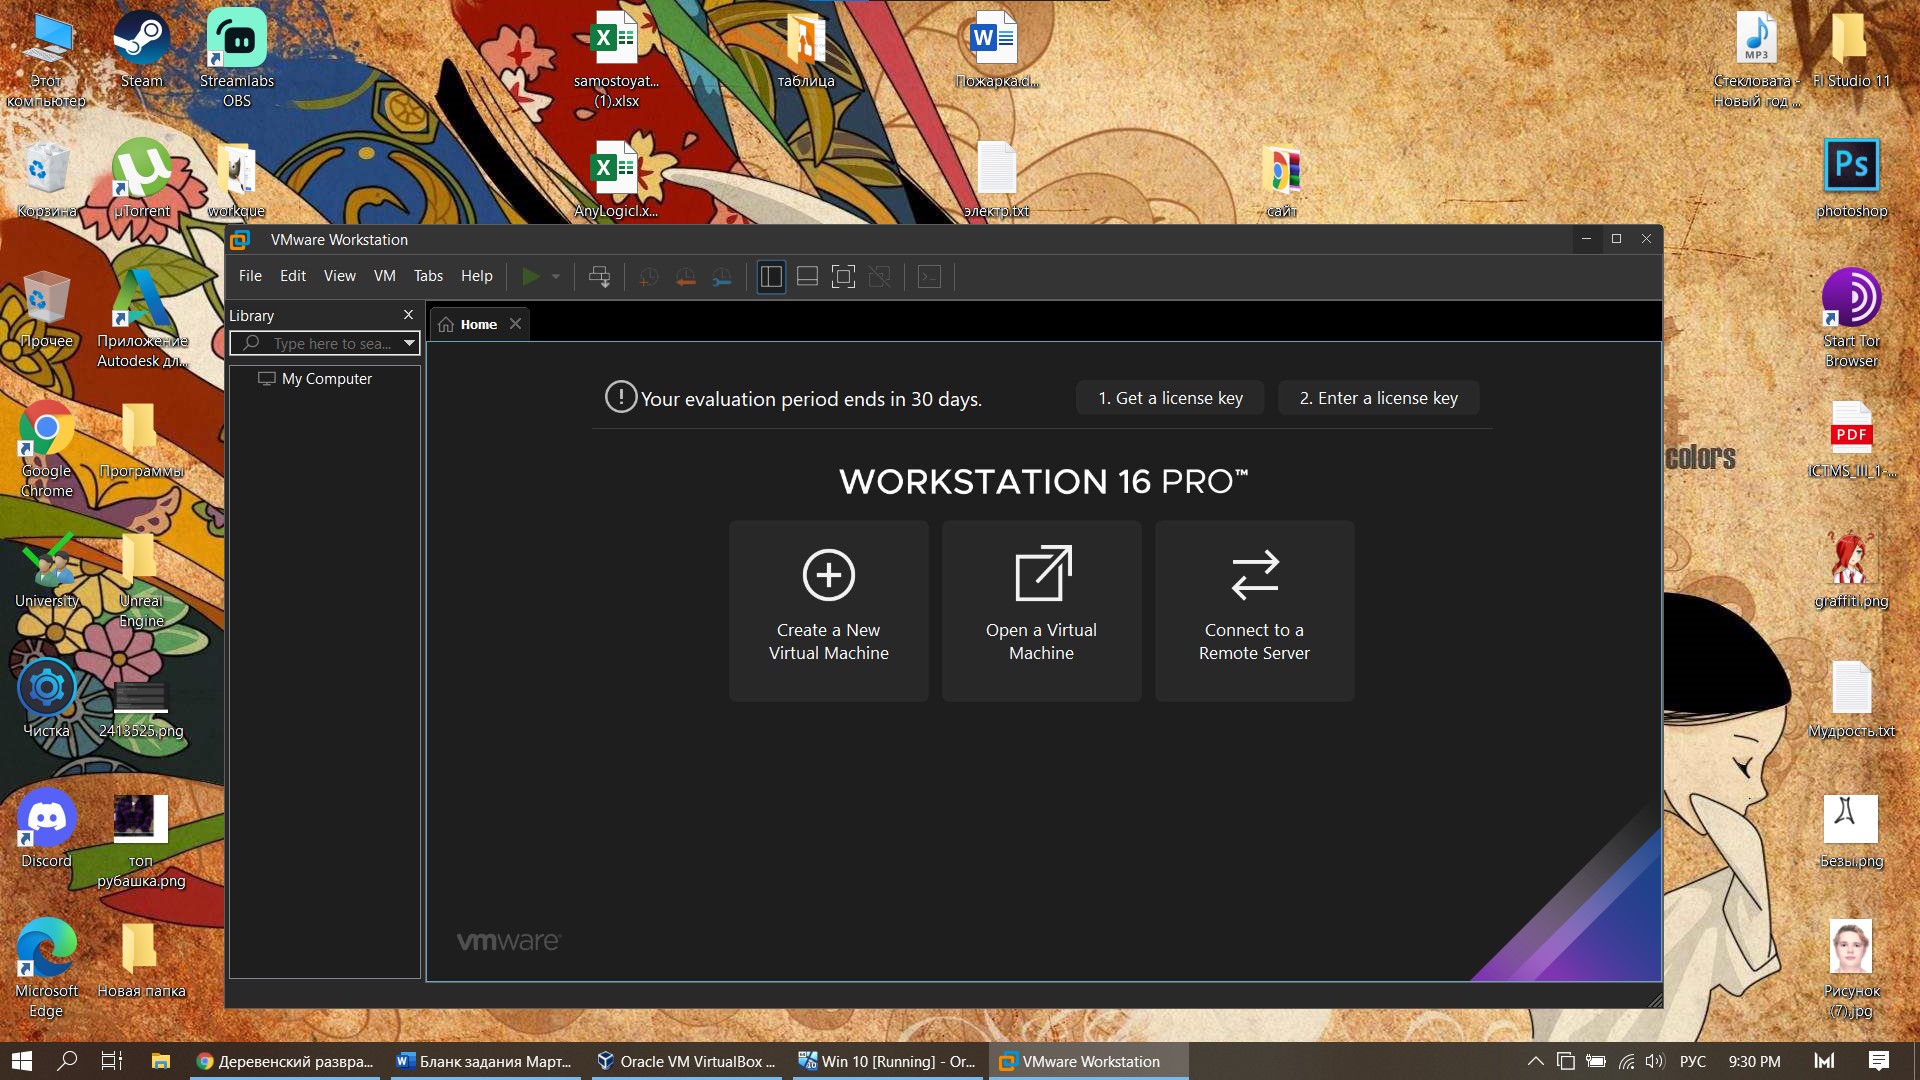 Этот
компьютер
Steam
Streamlabs
OBS
samostoyat...
(1).xlsx
таблица
Пожарка.d...
MP3
Стекловата -
Новый год ...
Fl Studio 11
Корзина
µTorrent
workque
AnyLogicl.x...
электр.txt
сайт
Ps
photoshop
VMware Workstation
File Edit View VM Tabs Help
Library
Home
Type here to sea...
My Computer
Your evaluation period ends in 30 days.
1. Get a license key
2. Enter a license key
WORKSTATION 16 PRO™
Create a New
Virtual Machine
Open a Virtual
Machine
Connect to a
Remote Server
vmware
Прочее
Приложение
Autodesk дл...
Google
Chrome
Программы
University
Unreal
Engine
Чистка
2413525.png
Discord
топ
рубашка.png
Microsoft
Edge
Новая папка
Start Tor
Browser
colors
PDF
ICTMS_III_1-...
graffiti.png
Мудрость.txt
Безы.png
Рисунок
(7).jpg
Деревенский развра...
Бланк задания Март...
Oracle VM VirtualBox ...
Win 10 [Running] - Or...
VMware Workstation
РУС
9:30 PM